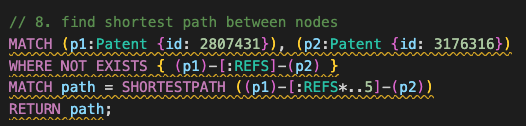 // 8. find shortest path between nodes
MATCH (p1:Patent {id: 2807431}), (p2:Patent {id: 3176316})
WHERE NOT EXISTS { (p1)-[:REFS]-(p2) }
MATCH path = SHORTESTPATH ((p1)-[:REFS*..5]-(p2))
RETURN path;